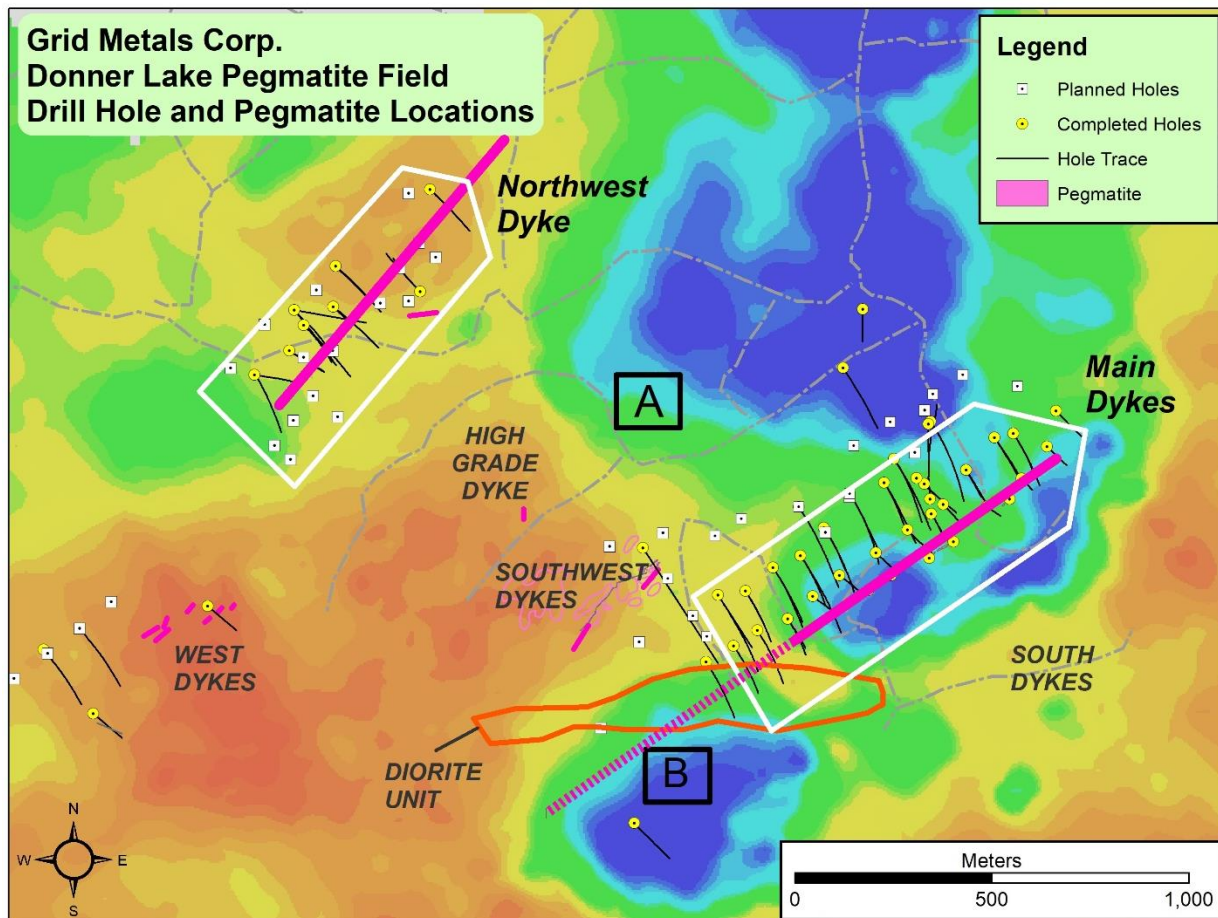 Grid Metals Corp.
Donner Lake Pegmatite Field
Drill Hole and Pegmatite Locations
Legend
Planned Holes
Completed Holes
Hole Trace
Pegmatite
Northwest
Dyke
A
Main
Dykes
HIGH
GRADE
DYKE
SOUTHWEST
DYKES
WEST
DYKES
SOUTH
DYKES
DIORITE
UNIT
B
N
W E
S
Meters
0 500 1,000